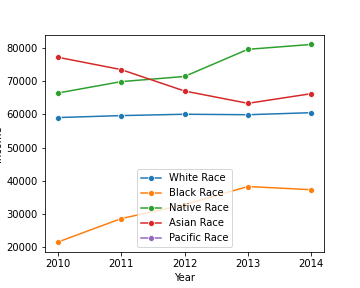 80000
70000
60000
50000
40000
30000
20000
White Race
Black Race
Native Race
Asian Race
Pacific Race
2010 2011 2012 2013 2014
Year